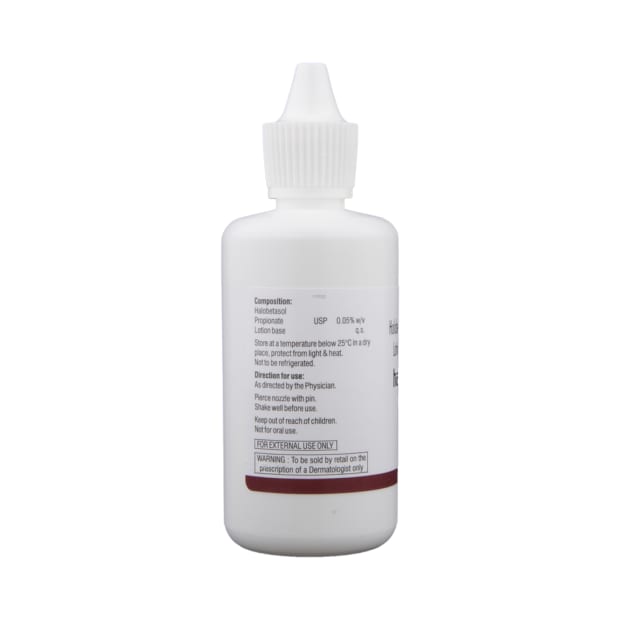 Composition:
Halobetasol
Propionate USP 0.05% w/v
Lotion base q.s.
Store at a temperature below 25°C in a dry
place, protect from light & heat.
Not to be refrigerated.
Direction for use:
As directed by the Physician.
Pierce nozzle with pin.
Shake well before use.
Keep out of reach of children.
Not for oral use.
FOR EXTERNAL USE ONLY
WARNING : To be sold by retail on the
prescription of a Dermatologist only